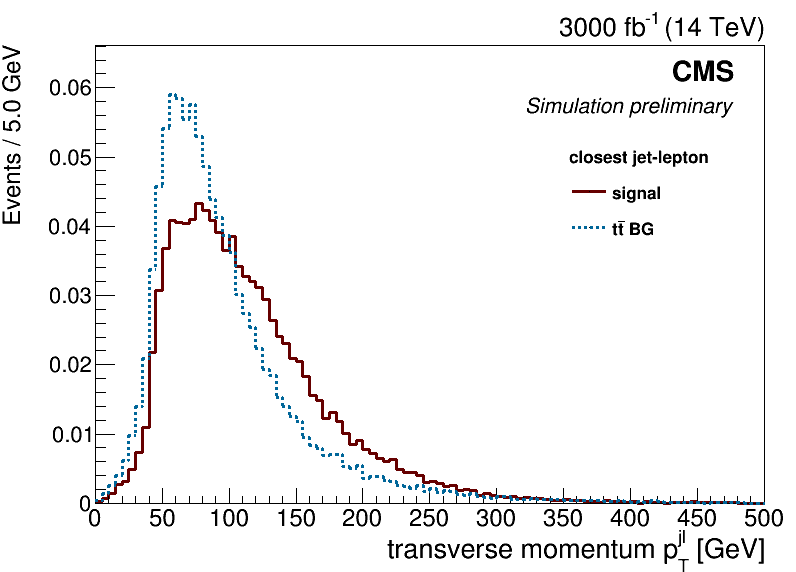 3000 fb⁻¹ (14 TeV)
CMS
Simulation preliminary
closest jet-lepton
signal
tt̄ BG
Events / 5.0 GeV
0.06
0.05
0.04
0.03
0.02
0.01
0
0 50 100 150 200 250 300 350 400 450 500
transverse momentum p_T^jl [GeV]